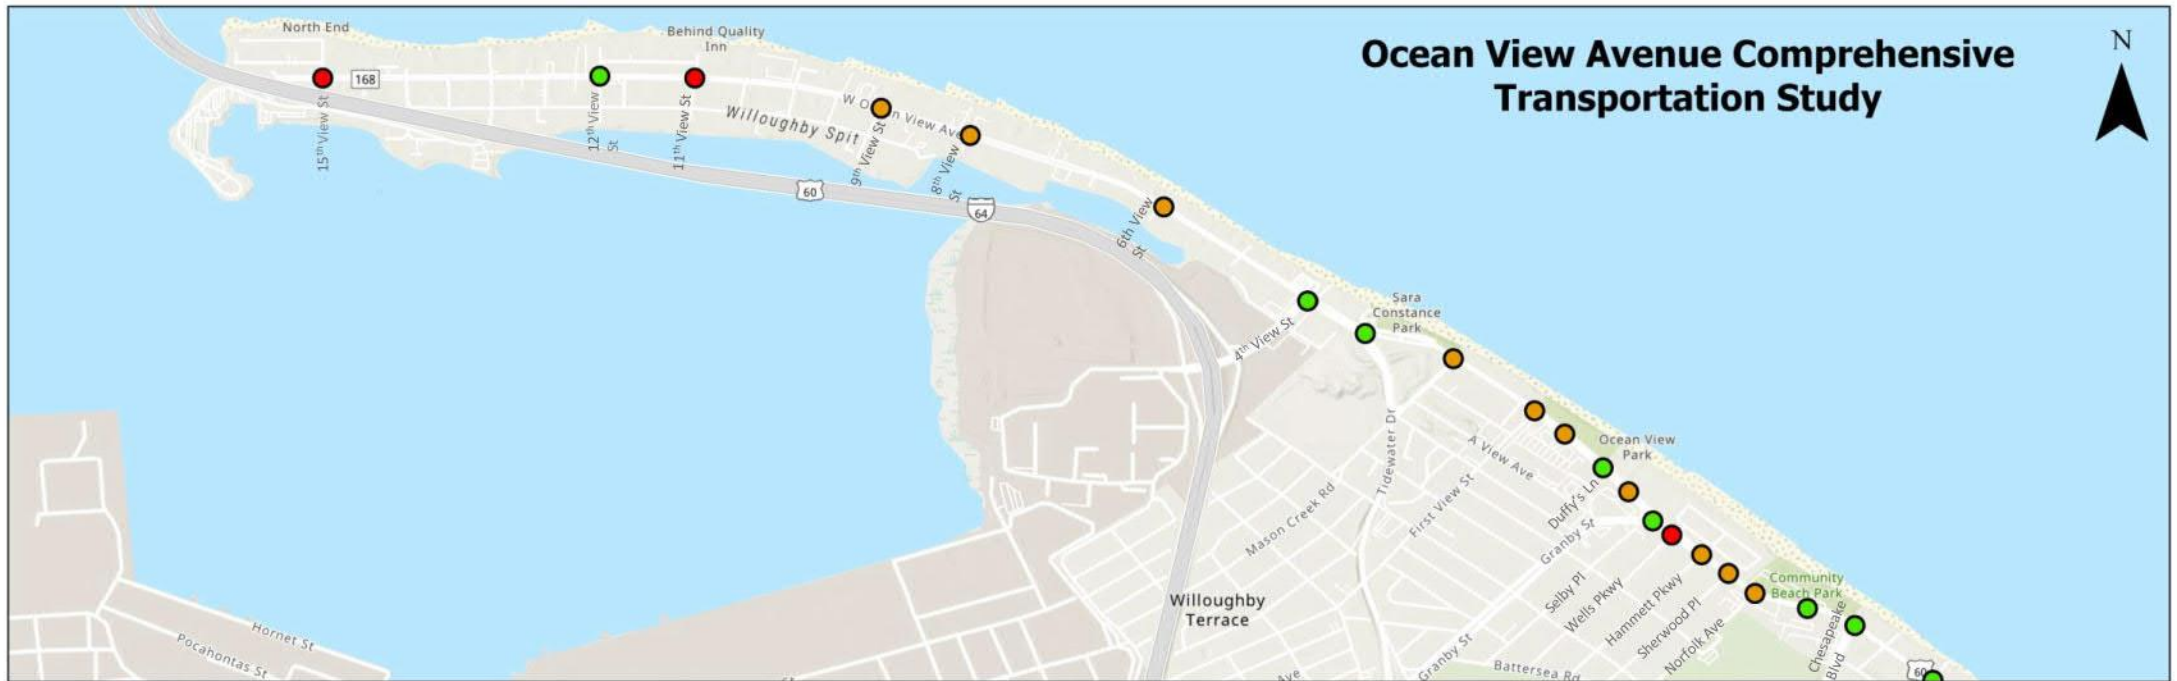 Ocean View Avenue Comprehensive
Transportation Study
N
North End
Behind Quality
Inn
168
15th View St
12th View
St
11th View St
Willoughby Spit
W Ocean View Ave
9th View St
8th View
St
60
64
6th View
St
4th View St
Sara
Constance
Park
Tidewater Dr
A View Ave
First View St
Mason Creek Rd
Ocean View
Park
Duffy's Ln
Granby St
Selby Pl
Wells Pkwy
Hammett Pkwy
Sherwood Pl
Norfolk Ave
Community
Beach Park
Chesapeake
Blvd
60
Willoughby
Terrace
Granby St
Battersea Rd
Ave
Hornet St
Pocahontas St